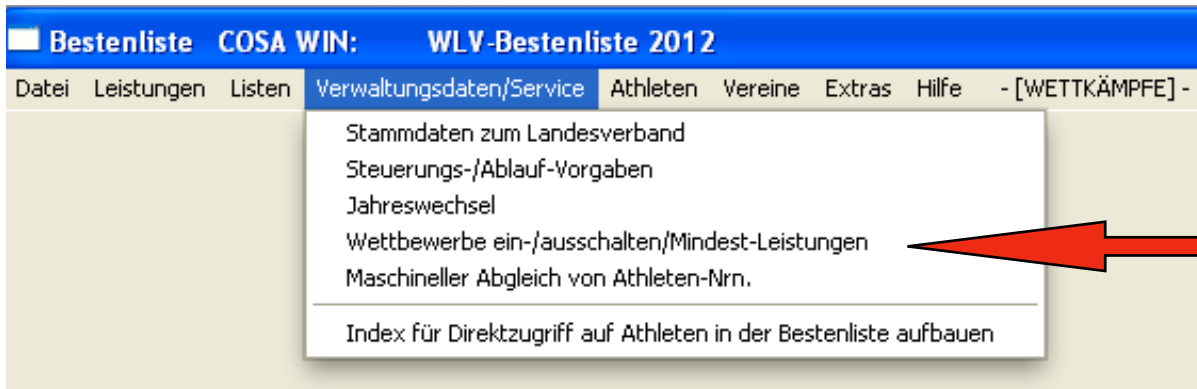 Bestenliste COSA WIN: WLV-Bestenliste 2012
Datei Leistungen Listen Verwaltungsdaten/Service Athleten Vereine Extras Hilfe - [WETTKÄMPFE] -
Stammdaten zum Landesverband
Steuerungs-/Ablauf-Vorgaben
Jahreswechsel
Wettbewerbe ein-/ausschalten/Mindest-Leistungen
Maschineller Abgleich von Athleten-Nrn.
Index für Direktzugriff auf Athleten in der Bestenliste aufbauen